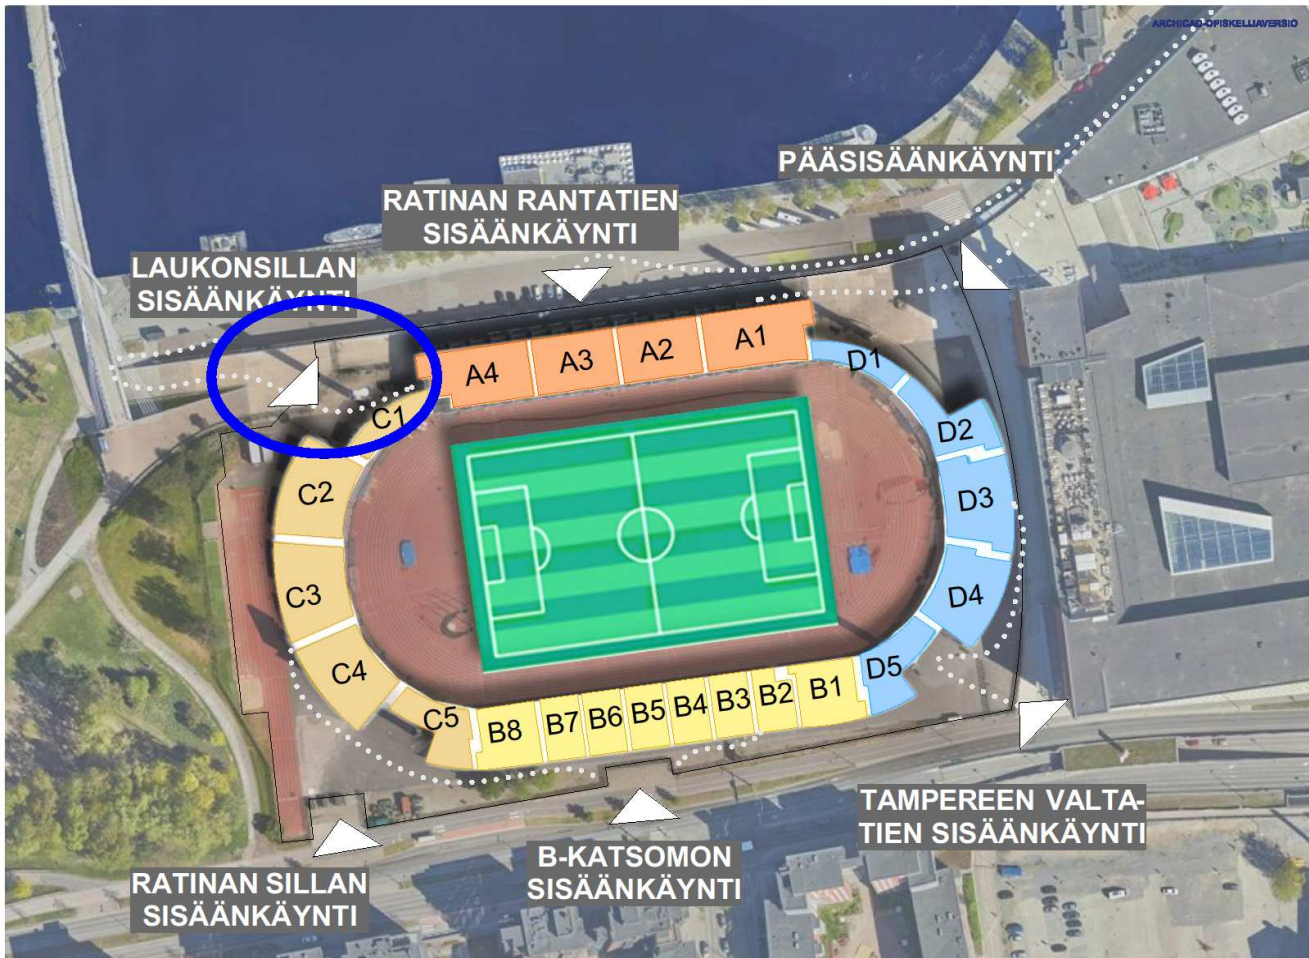 ARCHICAD-OPISKELIJAVERSIO
PÄÄSISÄÄNKÄYNTI
RATINAN RANTATIEN
SISÄÄNKÄYNTI
LAUKONSILLAN
SISÄÄNKÄYNTI
A1
A2
A3
A4
D1
D2
D3
D4
D5
C1
C2
C3
C4
C5
B8
B7
B6
B5
B4
B3
B2
B1
TAMPEREEN VALTA-
TIEN SISÄÄNKÄYNTI
B-KATSOMON
SISÄÄNKÄYNTI
RATINAN SILLAN
SISÄÄNKÄYNTI